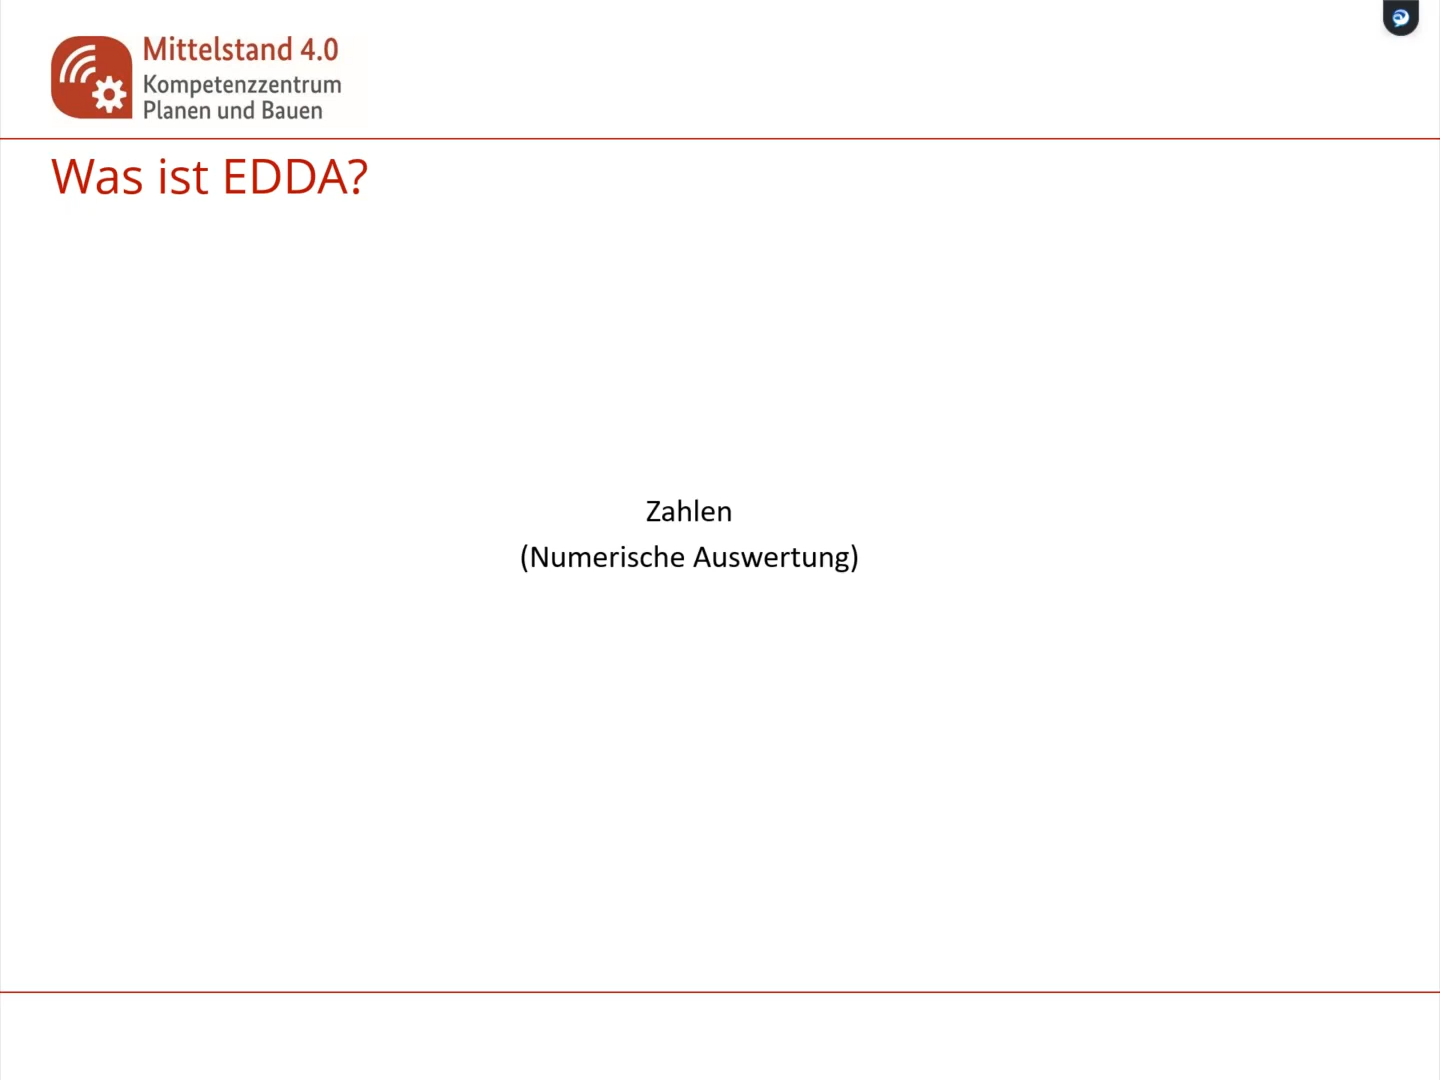 Mittelstand 4.0
Kompetenzzentrum
Planen und Bauen
Was ist EDDA?
Zahlen
(Numerische Auswertung)